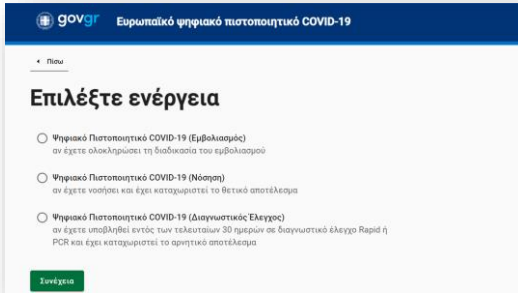 govgr Ευρωπαϊκό ψηφιακό πιστοποιητικό COVID-19
Πίσω
Επιλέξτε ενέργεια
Ψηφιακό Πιστοποιητικό COVID-19 (Εμβολιασμός)
αν έχετε ολοκληρώσει τη διαδικασία του εμβολιασμού
Ψηφιακό Πιστοποιητικό COVID-19 (Νόσηση)
αν έχετε νοσήσει και έχει καταχωριστεί το θετικό αποτέλεσμα
Ψηφιακό Πιστοποιητικό COVID-19 (Διαγνωστικός Έλεγχος)
αν έχετε υποβληθεί εντός των τελευταίων 30 ημερών σε διαγνωστικό έλεγχο Rapid ή
PCR και έχει καταχωριστεί το αρνητικό αποτέλεσμα
Συνέχεια